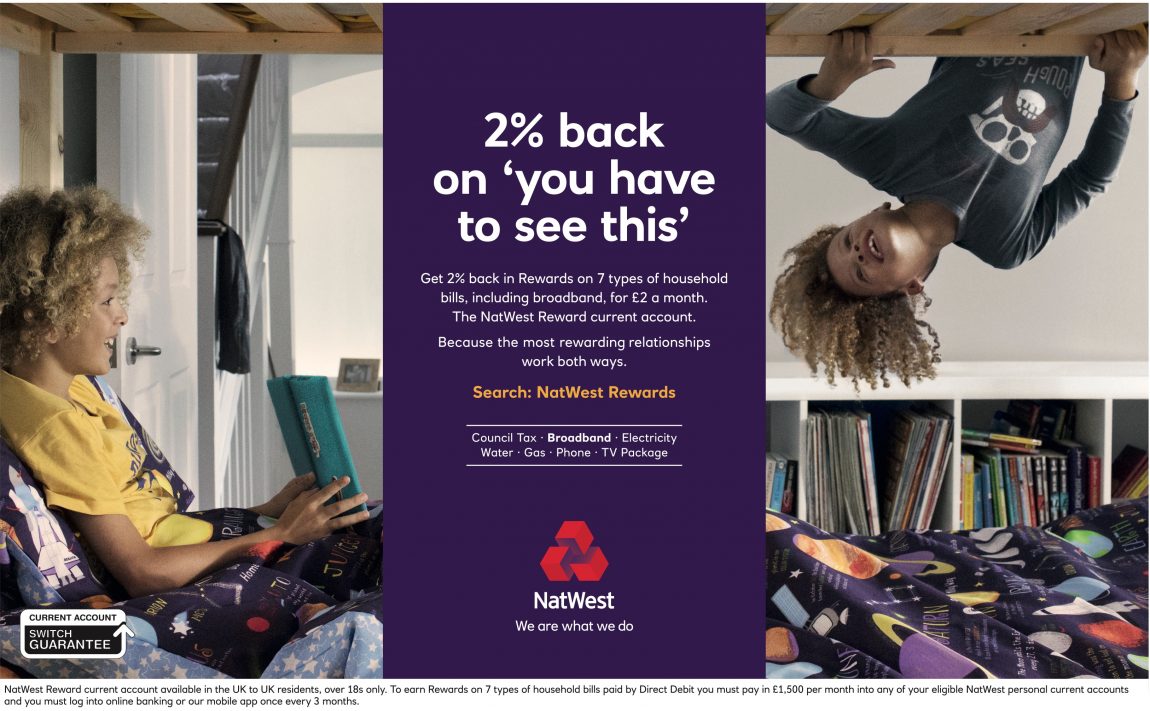 2% back
on ‘you have
to see this’
Get 2% back in Rewards on 7 types of household
bills, including broadband, for £2 a month.
The NatWest Reward current account.
Because the most rewarding relationships
work both ways.
Search: NatWest Rewards
Council Tax · Broadband · Electricity
Water · Gas · Phone · TV Package
NatWest
We are what we do
CURRENT ACCOUNT
SWITCH
GUARANTEE
ROUGH
SEAS
SATURN
EARTH
NatWest Reward current account available in the UK to UK residents, over 18s only. To earn Rewards on 7 types of household bills paid by Direct Debit you must pay in £1,500 per month into any of your eligible NatWest personal current accounts
and you must log into online banking or our mobile app once every 3 months.